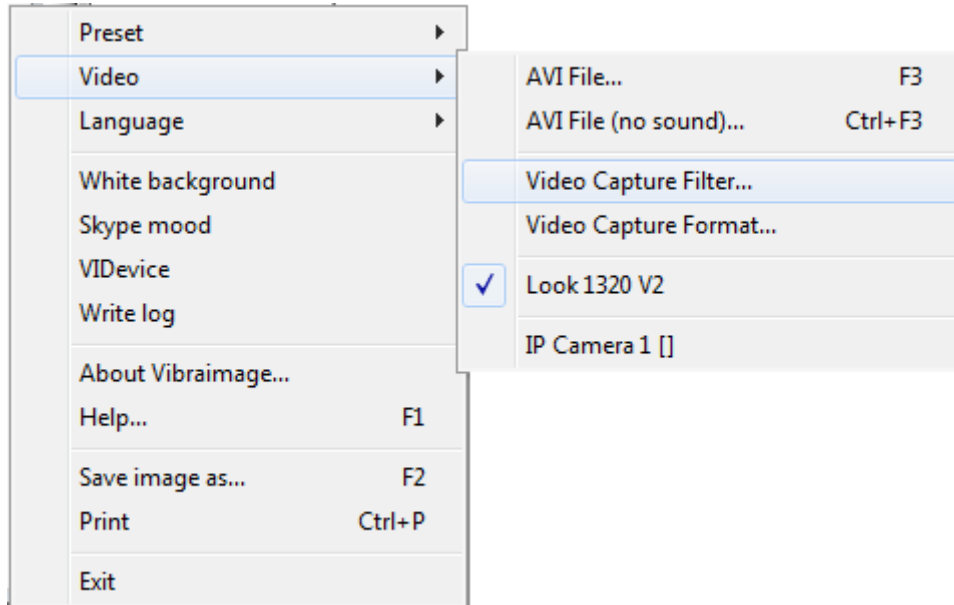 Preset
Video
Language
White background
Skype mood
VIDevice
Write log
About Vibraimage...
Help... F1
Save image as... F2
Print Ctrl+P
Exit
AVI File... F3
AVI File (no sound)... Ctrl+F3
Video Capture Filter...
Video Capture Format...
Look 1320 V2
IP Camera 1 []